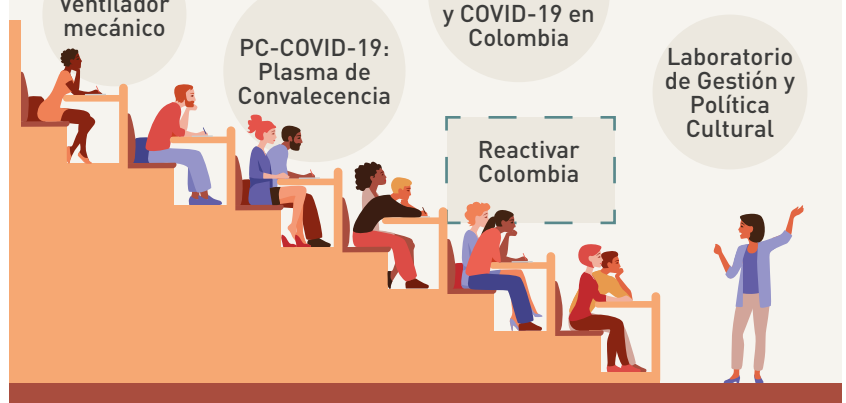 Ventilador
mecánico
PC-COVID-19:
Plasma de
Convalecencia
y COVID-19 en
Colombia
Reactivar
Colombia
Laboratorio
de Gestión y
Política
Cultural